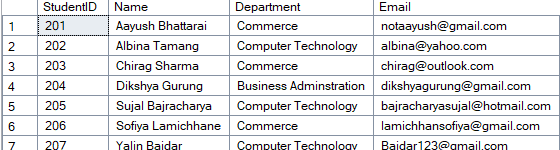 StudentID Name Department Email
1 201 Aayush Bhattarai Commerce notaayush@gmail.com
2 202 Albina Tamang Computer Technology albina@yahoo.com
3 203 Chirag Sharma Commerce chirag@outlook.com
4 204 Dikshya Gurung Business Adminstration dikshyagurung@gmail.com
5 205 Sujal Bajracharya Computer Technology bajracharyasujal@hotmail.com
6 206 Sofiya Lamichhane Commerce lamichhansofiya@gmail.com
7 207 Yalin Baidar Computer Technology Baidar123@gmail.com